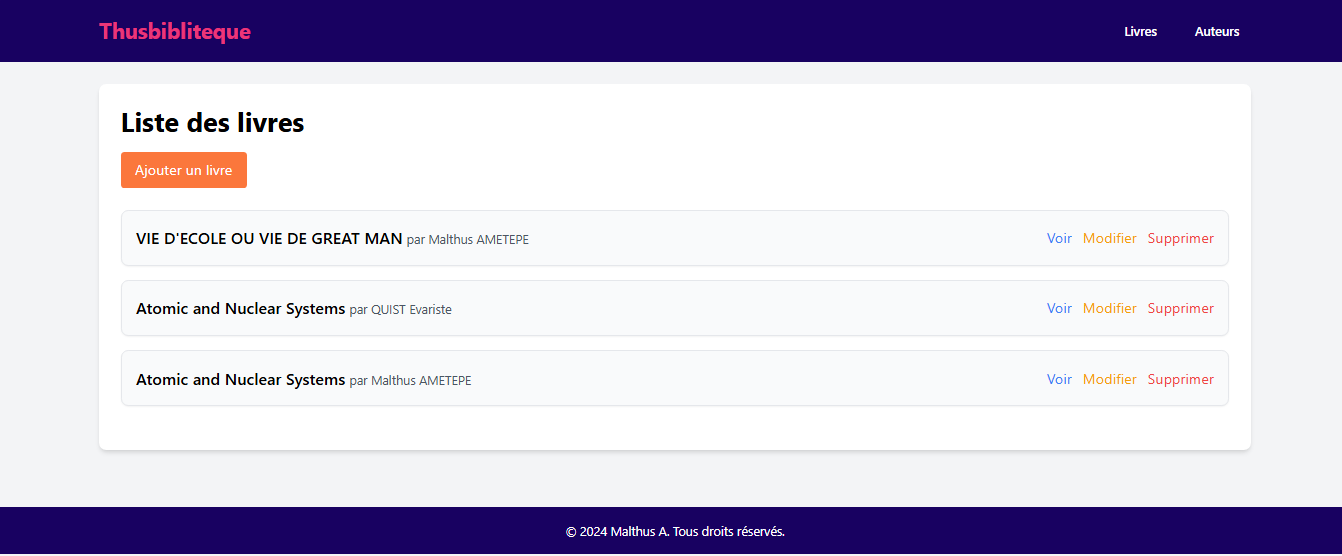 Thusbibliteque
Livres Auteurs
Liste des livres
Ajouter un livre
VIE D'ECOLE OU VIE DE GREAT MAN par Malthus AMETEPE Voir Modifier Supprimer
Atomic and Nuclear Systems par QUIST Evariste Voir Modifier Supprimer
Atomic and Nuclear Systems par Malthus AMETEPE Voir Modifier Supprimer
© 2024 Malthus A. Tous droits réservés.